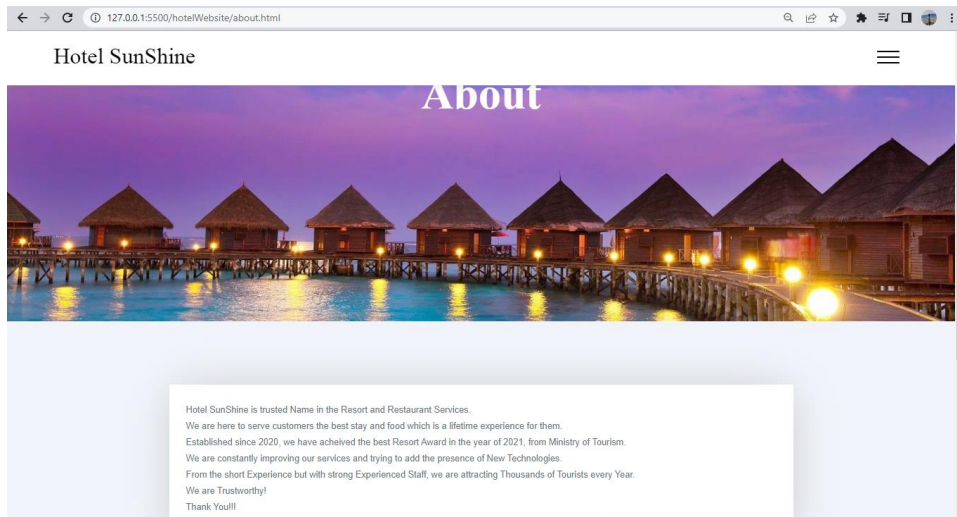 127.0.0.1:5500/hotelWebsite/about.html
Hotel SunShine
About
Hotel SunShine is trusted Name in the Resort and Restaurant Services.
We are here to serve customers the best stay and food which is a lifetime experience for them.
Established since 2020, we have acheived the best Resort Award in the year of 2021, from Ministry of Tourism.
We are constantly improving our services and trying to add the presence of New Technologies.
From the short Experience but with strong Experienced Staff, we are attracting Thousands of Tourists every Year.
We are Trustworthy!
Thank You!!!